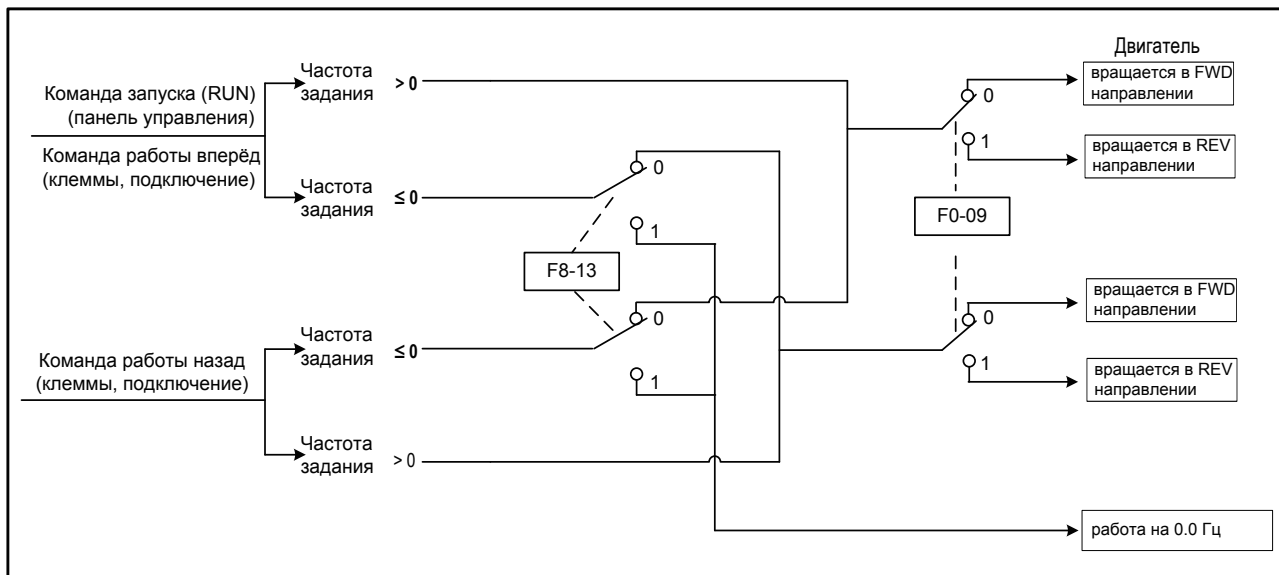 Двигатель
Команда запуска (RUN)
(панель управления)
Команда работы вперёд
(клеммы, подключение)
Частота
задания
> 0
Частота
задания
≤ 0
0
1
F8-13
0
1
Команда работы назад
(клеммы, подключение)
Частота
задания
≤ 0
Частота
задания
> 0
0
1
F0-09
0
1
вращается в FWD
направлении
вращается в REV
направлении
вращается в FWD
направлении
вращается в REV
направлении
работа на 0.0 Гц